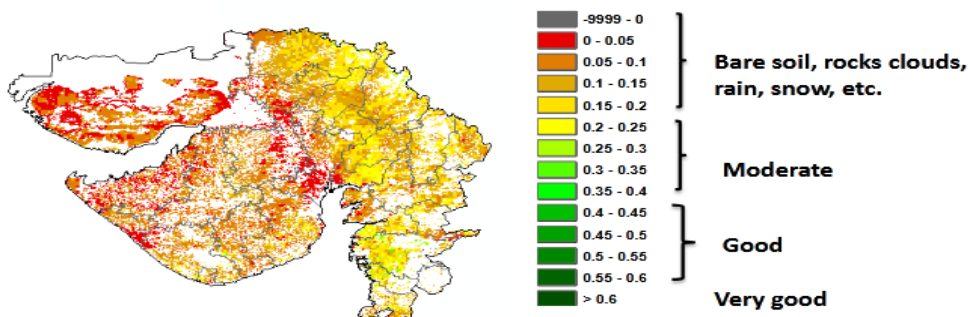 -9999 - 0
0 - 0.05
0.05 - 0.1
0.1 - 0.15
0.15 - 0.2
0.2 - 0.25
0.25 - 0.3
0.3 - 0.35
0.35 - 0.4
0.4 - 0.45
0.45 - 0.5
0.5 - 0.55
0.55 - 0.6
> 0.6
Bare soil, rocks clouds,
rain, snow, etc.
Moderate
Good
Very good